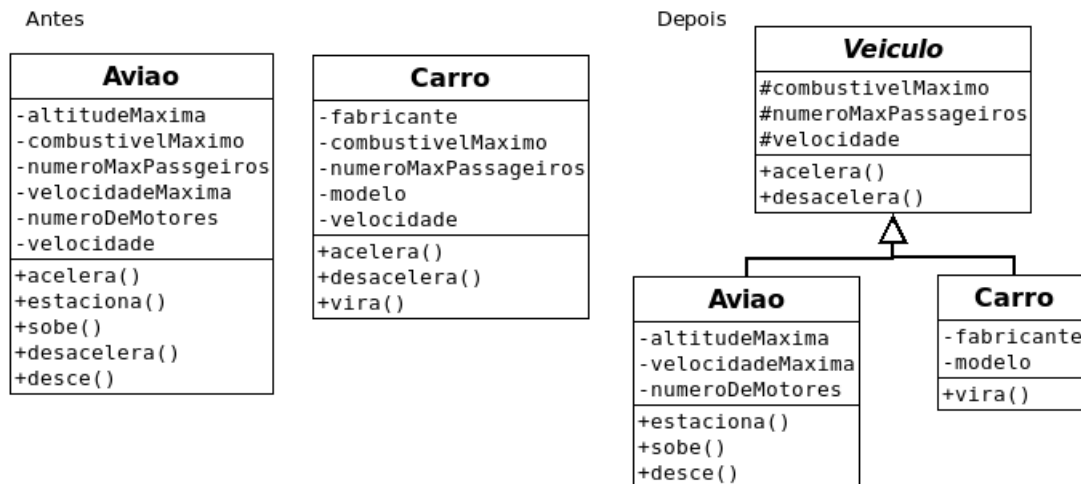 Antes
Aviao
-altitudeMaxima
-combustivelMaximo
-numeroMaxPassgeiros
-velocidadeMaxima
-numeroDeMotores
-velocidade
+acelera()
+estaciona()
+sobe()
+desacelera()
+desce()
Carro
-fabricante
-combustivelMaximo
-numeroMaxPassageiros
-modelo
-velocidade
+acelera()
+desacelera()
+vira()
Depois
Veiculo
#combustivelMaximo
#numeroMaxPassageiros
#velocidade
+acelera()
+desacelera()
Aviao
-altitudeMaxima
-velocidadeMaxima
-numeroDeMotores
+estaciona()
+sobe()
+desce()
Carro
-fabricante
-modelo
+vira()